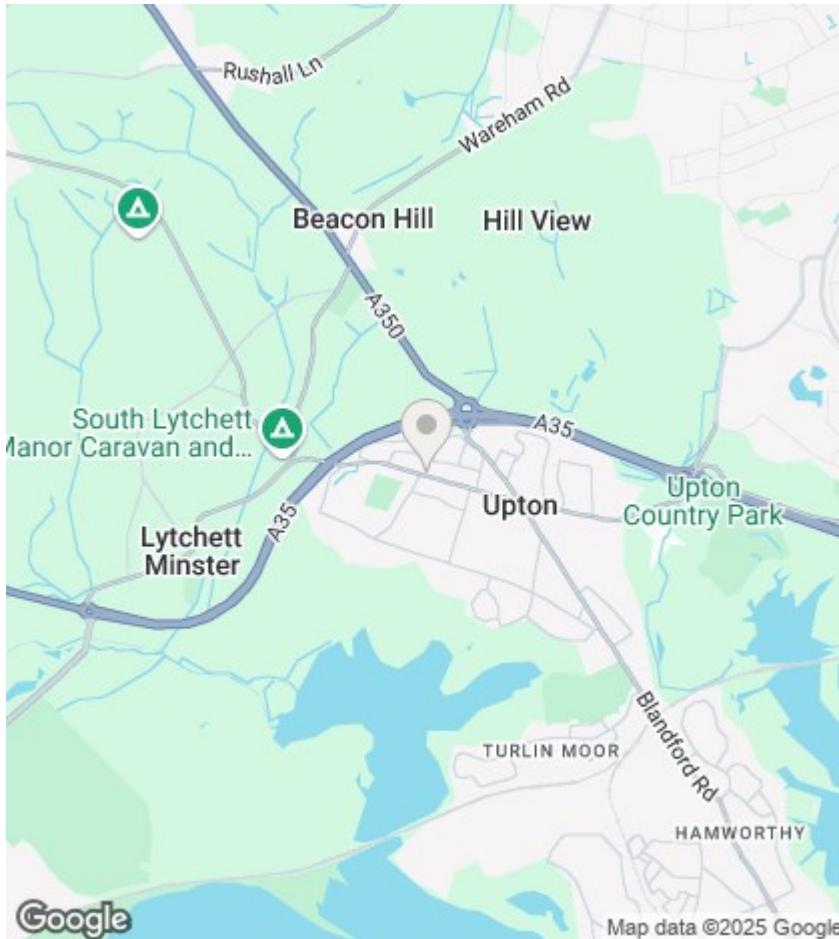 Rushall Ln
Wareham Rd
Beacon Hill
Hill View
A350
South Lytchett
Manor Caravan and...
A35
Upton
Upton
Country Park
A35
Lytchett
Minster
Blandford Rd
TURLIN MOOR
HAMWORTHY
Google
Map data ©2025 Google